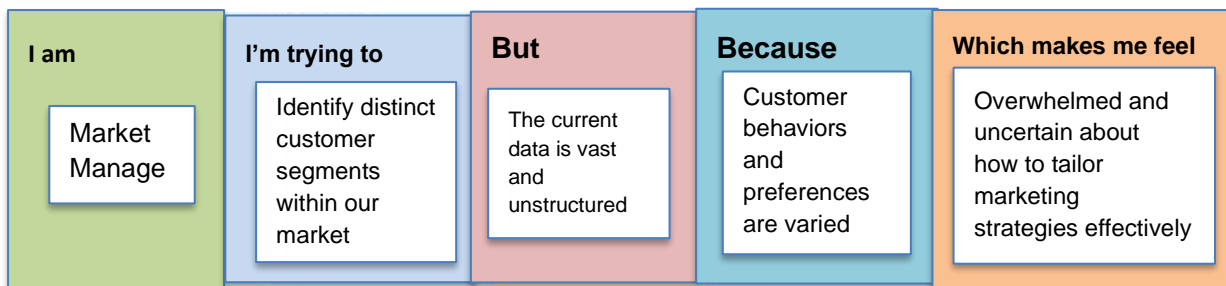 I am
Market
Manage
I'm trying to
Identify distinct
customer
segments
within our
market
But
The current
data is vast
and
unstructured
Because
Customer
behaviors
and
preferences
are varied
Which makes me feel
Overwhelmed and
uncertain about
how to tailor
marketing
strategies effectively